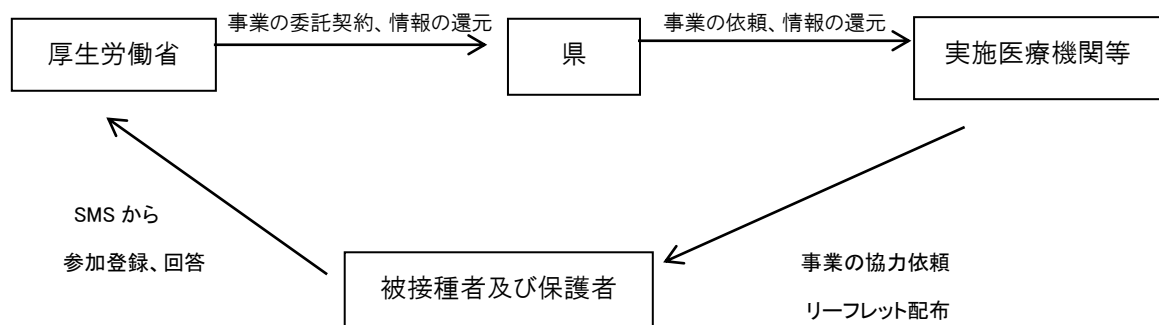 事業の委託契約、情報の還元
事業の依頼、情報の還元
厚生労働省
県
実施医療機関等
SMS から
参加登録、回答
被接種者及び保護者
事業の協力依頼
リーフレット配布